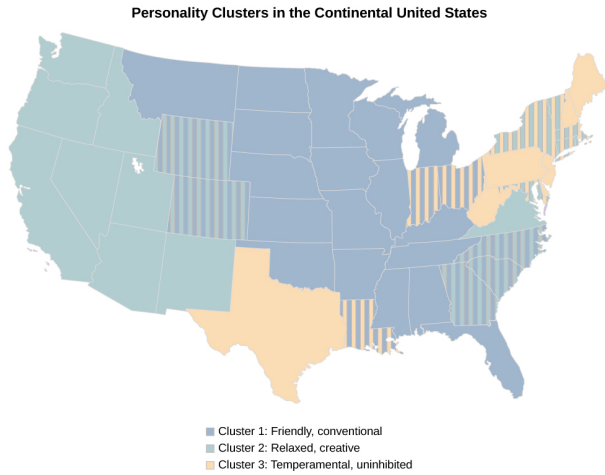 Personality Clusters in the Continental United States
Cluster 1: Friendly, conventional
Cluster 2: Relaxed, creative
Cluster 3: Temperamental, uninhibited